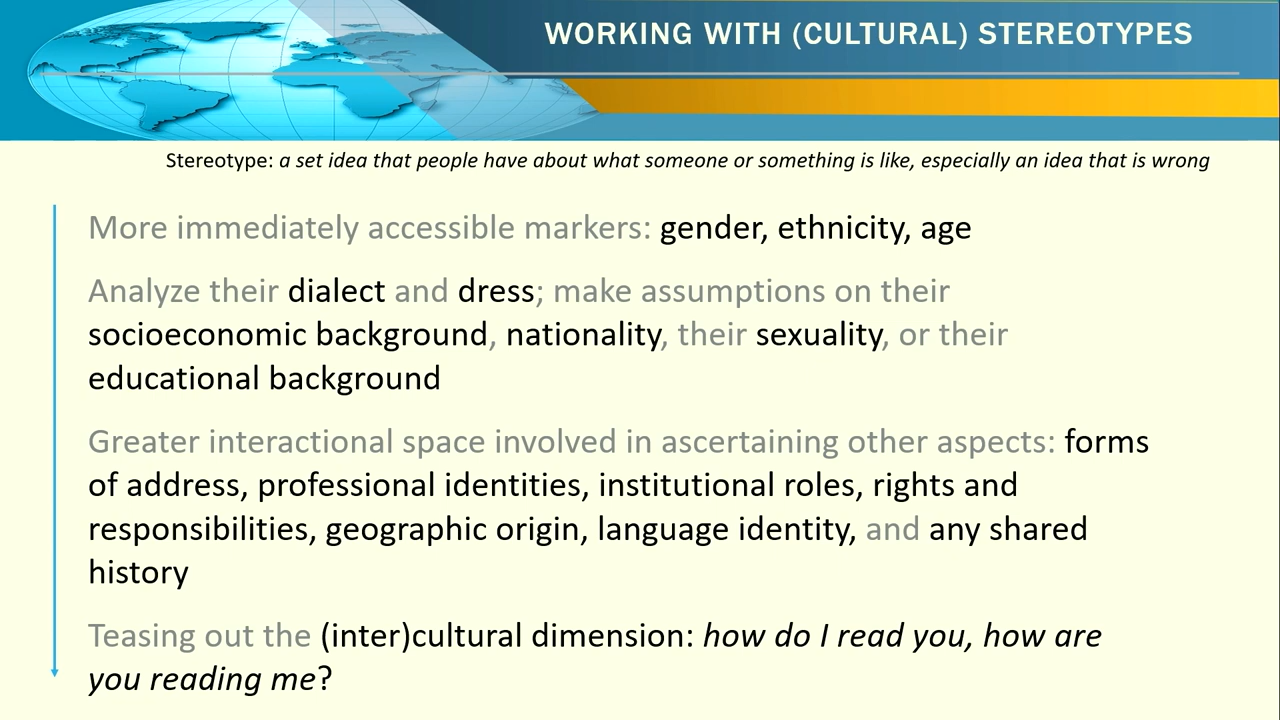 WORKING WITH (CULTURAL) STEREOTYPES
Stereotype: a set idea that people have about what someone or something is like, especially an idea that is wrong
More immediately accessible markers: gender, ethnicity, age
Analyze their dialect and dress; make assumptions on their
socioeconomic background, nationality, their sexuality, or their
educational background
Greater interactional space involved in ascertaining other aspects: forms
of address, professional identities, institutional roles, rights and
responsibilities, geographic origin, language identity, and any shared
history
Teasing out the (inter)cultural dimension: how do I read you, how are
you reading me?